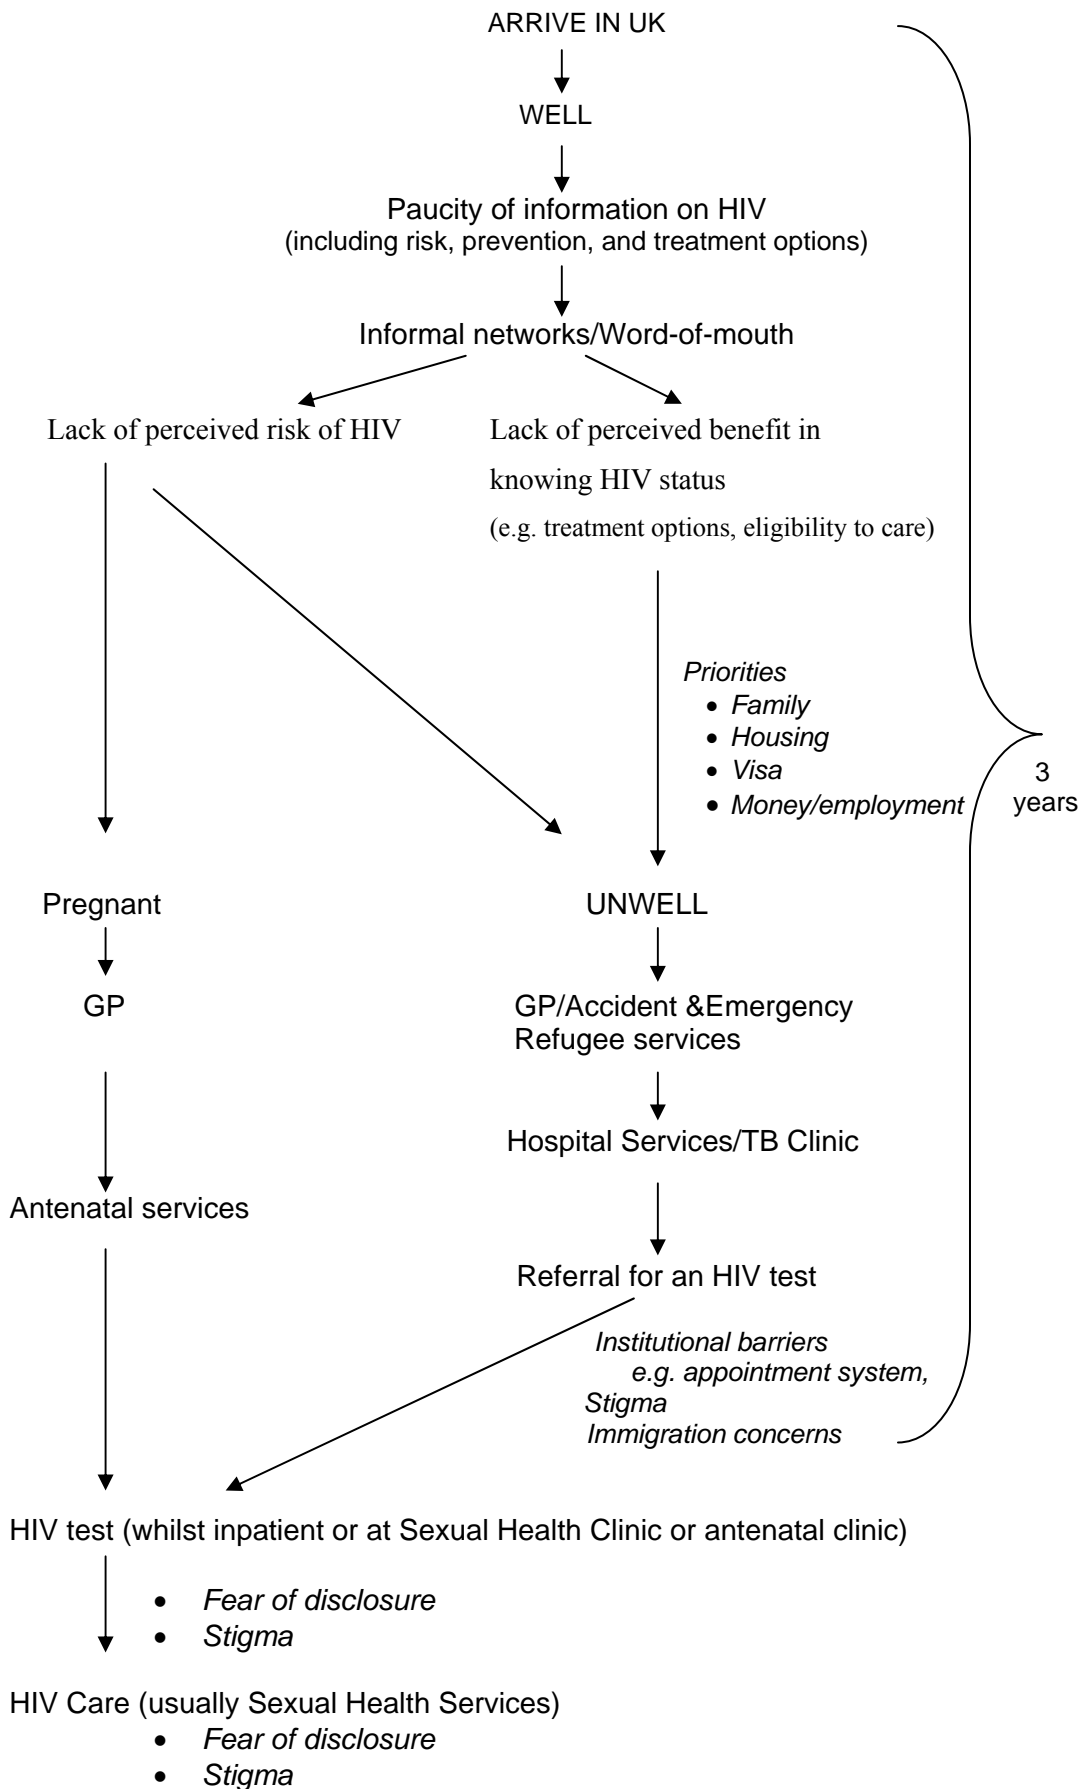 ARRIVE IN UK
WELL
Paucity of information on HIV
(including risk, prevention, and treatment options)
Informal networks/Word-of-mouth
Lack of perceived risk of HIV
Lack of perceived benefit in
knowing HIV status
(e.g. treatment options, eligibility to care)
Priorities
• Family
• Housing
• Visa
• Money/employment
3
years
Pregnant
UNWELL
GP
GP/Accident &Emergency
Refugee services
Hospital Services/TB Clinic
Antenatal services
Referral for an HIV test
Institutional barriers
e.g. appointment system,
Stigma
Immigration concerns
HIV test (whilst inpatient or at Sexual Health Clinic or antenatal clinic)
• Fear of disclosure
• Stigma
HIV Care (usually Sexual Health Services)
• Fear of disclosure
• Stigma